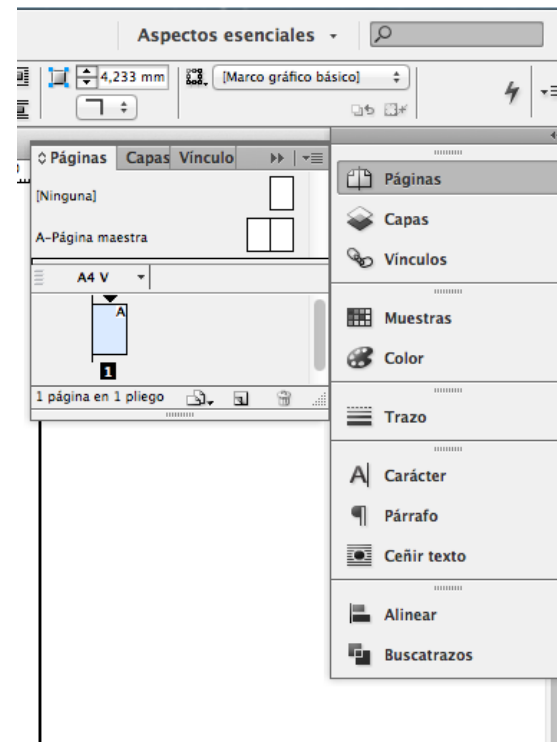 Aspectos esenciales
4,233 mm
[Marco gráfico básico]
Páginas Capas Vínculo
[Ninguna]
A-Página maestra
A4 V
A
1
1 página en 1 pliego
Páginas
Capas
Vínculos
Muestras
Color
Trazo
Carácter
Párrafo
Ceñir texto
Alinear
Buscatrazos